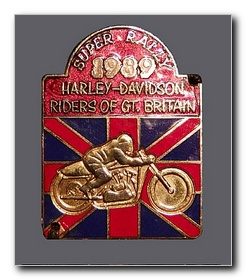 SUPER RALLY
1989
HARLEY-DAVIDSON
RIDERS OF GT. BRITAIN